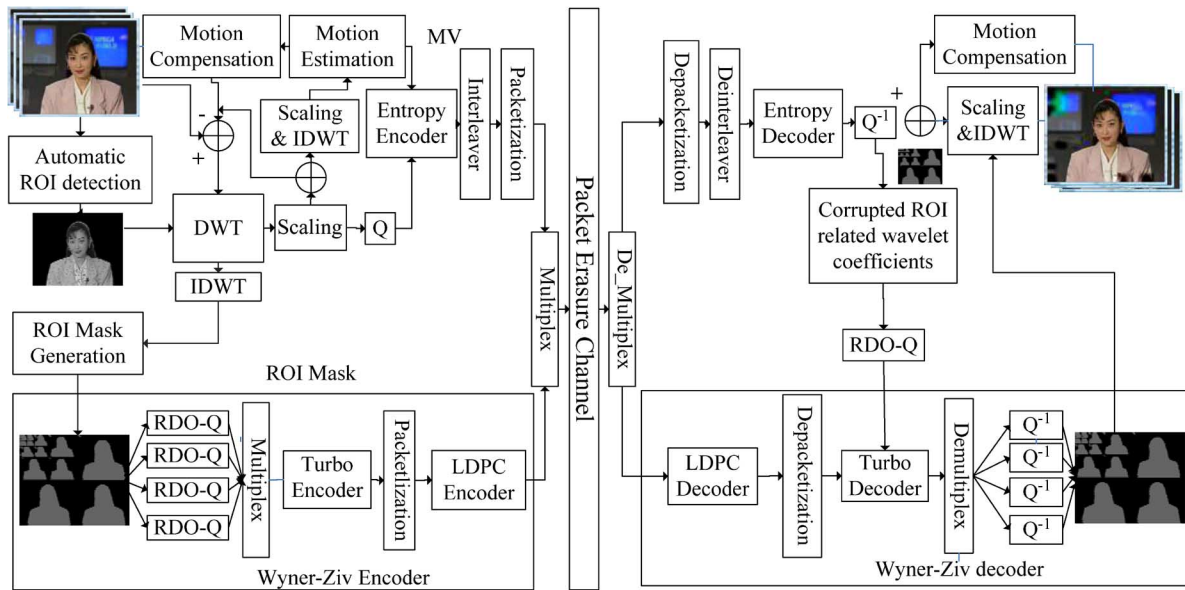 Motion
Compensation
Motion
Estimation
MV
-
+
Scaling
& IDWT
Entropy
Encoder
Interleaver
Packetization
Automatic
ROI detection
DWT
Scaling
Q
IDWT
ROI Mask
Generation
ROI Mask
RDO-Q
RDO-Q
RDO-Q
RDO-Q
Multiplex
Turbo
Encoder
Packetlization
LDPC
Encoder
Wyner-Ziv Encoder
Multiplex
Packet Erasure Channel
De_Multiplex
Depacketization
Deinterleaver
Entropy
Decoder
Q⁻¹
+
Motion
Compensation
Scaling
&IDWT
Corrupted ROI
related wavelet
coefficients
RDO-Q
LDPC
Decoder
Depacketization
Turbo
Decoder
Demultiplex
Q⁻¹
Q⁻¹
Q⁻¹
Q⁻¹
Wyner-Ziv decoder